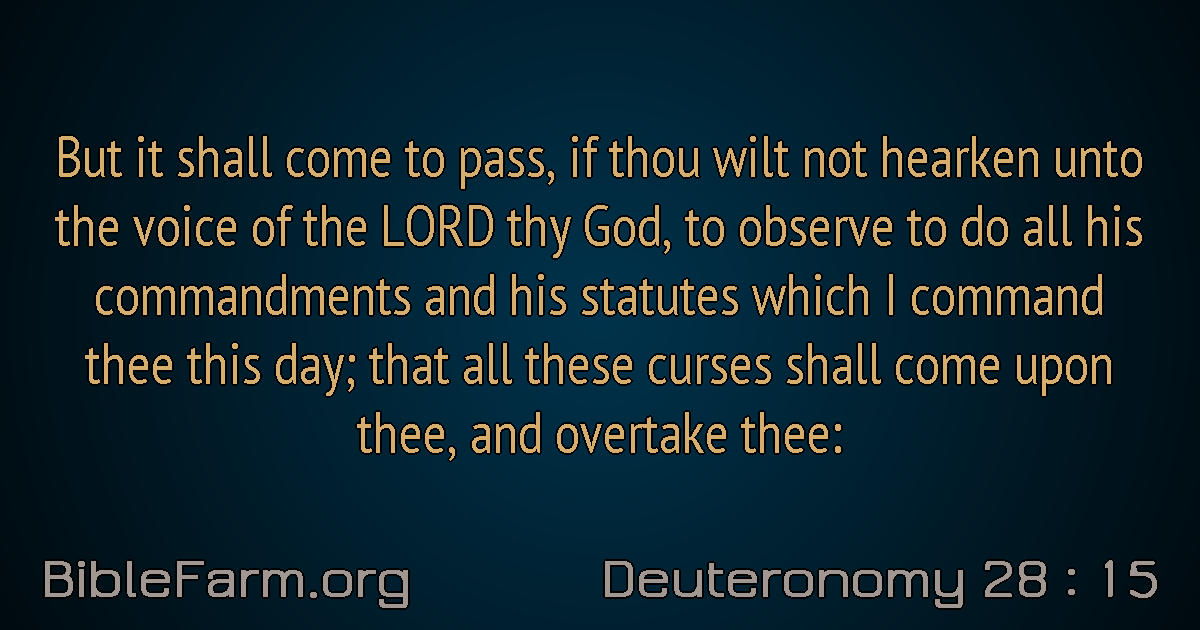 But it shall come to pass, if thou wilt not hearken unto
the voice of the LORD thy God, to observe to do all his
commandments and his statutes which I command
thee this day; that all these curses shall come upon
thee, and overtake thee:
BibleFarm.org
Deuteronomy 28 : 15